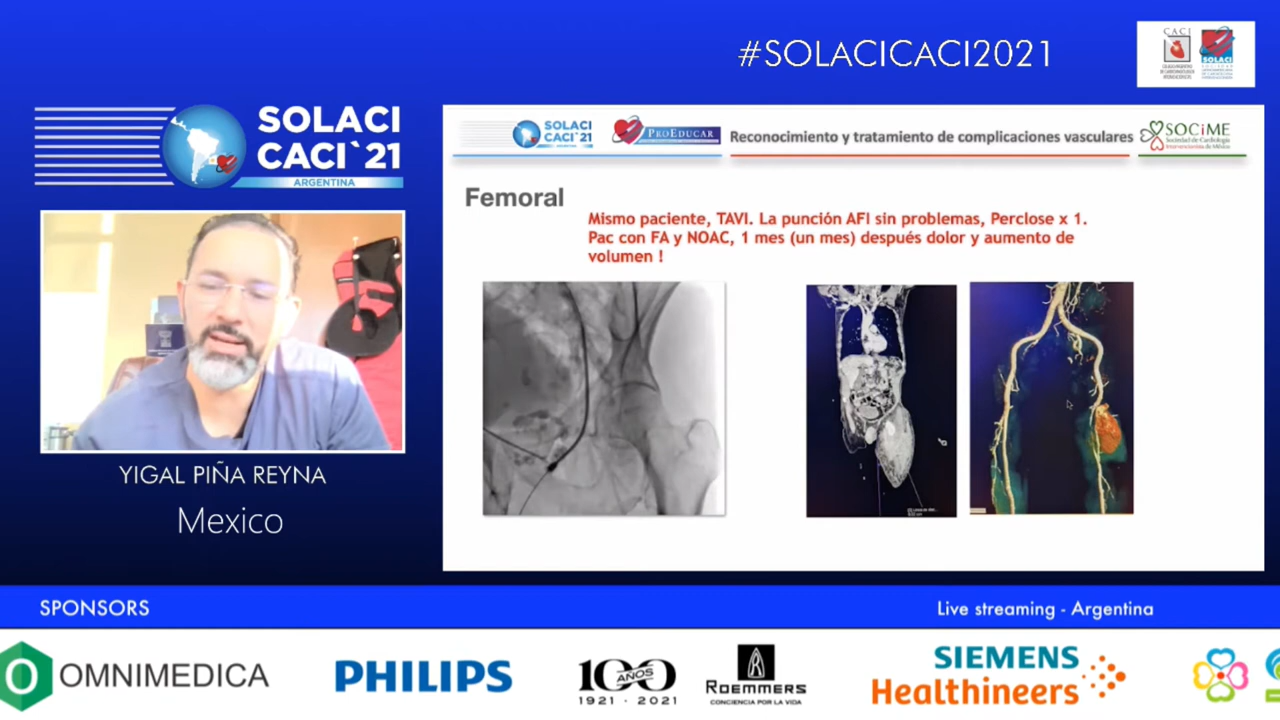 #SOLACICACI2021
CACI
SOLACI
SOLACI
CACI`21
ARGENTINA
SOLACI
CACI`21
ARGENTINA
PROEDUCAR
Reconocimiento y tratamiento de complicaciones vasculares
SOCiME
Sociedad de Cardiología
Intervencionista de México
Femoral
Mismo paciente, TAVI. La punción AFI sin problemas, Perclose x 1.
Pac con FA y NOAC, 1 mes (un mes) después dolor y aumento de
volumen !
YIGAL PIÑA REYNA
Mexico
SPONSORS
Live streaming - Argentina
OMNIMEDICA
PHILIPS
100
AÑOS
1921 · 2021
ROEMMERS
CONCIENCIA POR LA VIDA
SIEMENS
Healthineers